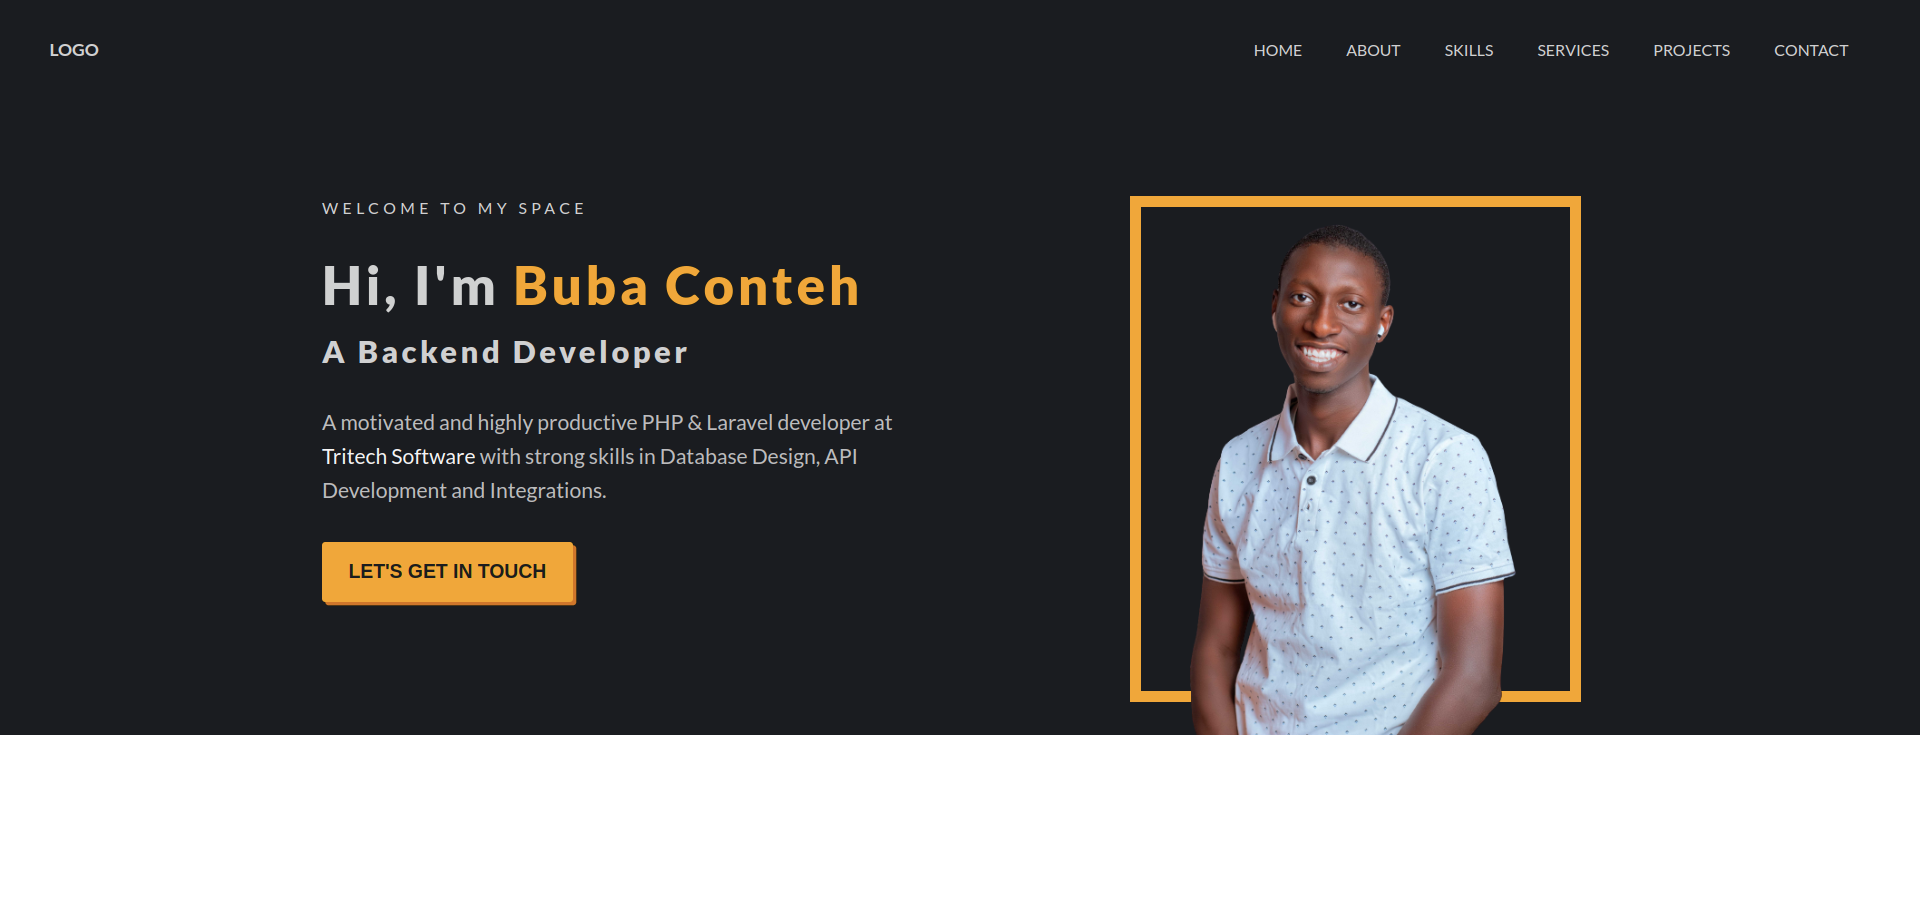 LOGO
HOME ABOUT SKILLS SERVICES PROJECTS CONTACT
WELCOME TO MY SPACE
Hi, I'm Buba Conteh
A Backend Developer
A motivated and highly productive PHP & Laravel developer at
Tritech Software with strong skills in Database Design, API
Development and Integrations.
LET'S GET IN TOUCH